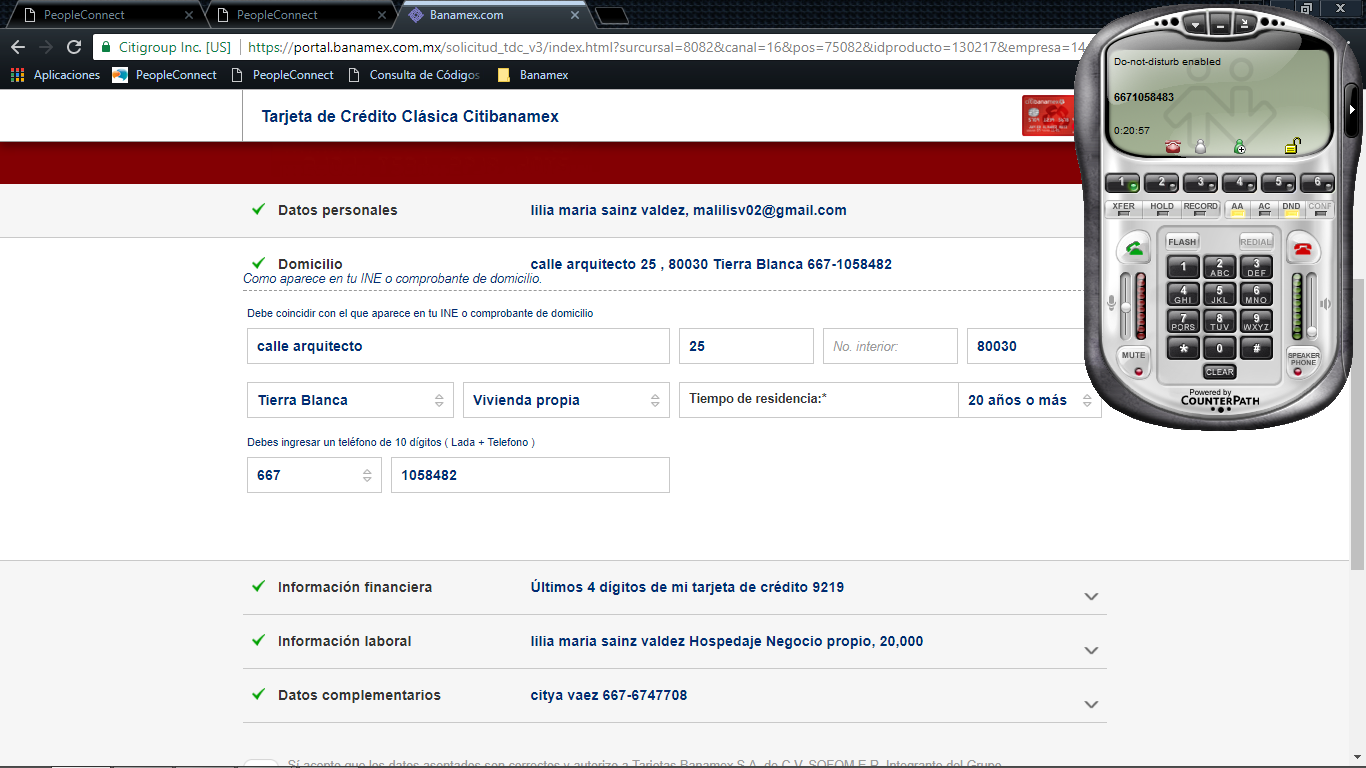 PeopleConnect
PeopleConnect
Banamex.com
Citigroup Inc. [US]
https://portal.banamex.com.mx/solicitud_tdc_v3/index.html?surcursal=8082&canal=16&pos=75082&idproducto=130217&empresa=14
Aplicaciones
PeopleConnect
PeopleConnect
Consulta de Códigos
Banamex
Tarjeta de Crédito Clásica Citibanamex
Datos personales
lilia maria sainz valdez, malilisv02@gmail.com
Domicilio
calle arquitecto 25 , 80030 Tierra Blanca 667-1058482
Como aparece en tu INE o comprobante de domicilio.
Debe coincidir con el que aparece en tu INE o comprobante de domicilio
calle arquitecto
25
No. interior:
80030
Tierra Blanca
Vivienda propia
Tiempo de residencia:*
20 años o más
Debes ingresar un teléfono de 10 dígitos ( Lada + Telefono )
667
1058482
Información financiera
Últimos 4 dígitos de mi tarjeta de crédito 9219
Información laboral
lilia maria sainz valdez Hospedaje Negocio propio, 20,000
Datos complementarios
citya vaez 667-6747708
Sí acepto que los datos asentados son correctos y autorizo a Tarjetas Banamex S.A. de C.V. SOFOM E.R. Integrante del Grupo
Do-not-disturb enabled
6671058483
0:20:57
1 2 3 4 5 6
XFER HOLD RECORD AA AC DND CONF
FLASH
REDIAL
1
2 ABC
3 DEF
4 GHI
5 JKL
6 MNO
7 PQRS
8 TUV
9 WXYZ
* 0 #
MUTE
SPEAKER PHONE
CLEAR
Powered by
COUNTERPATH